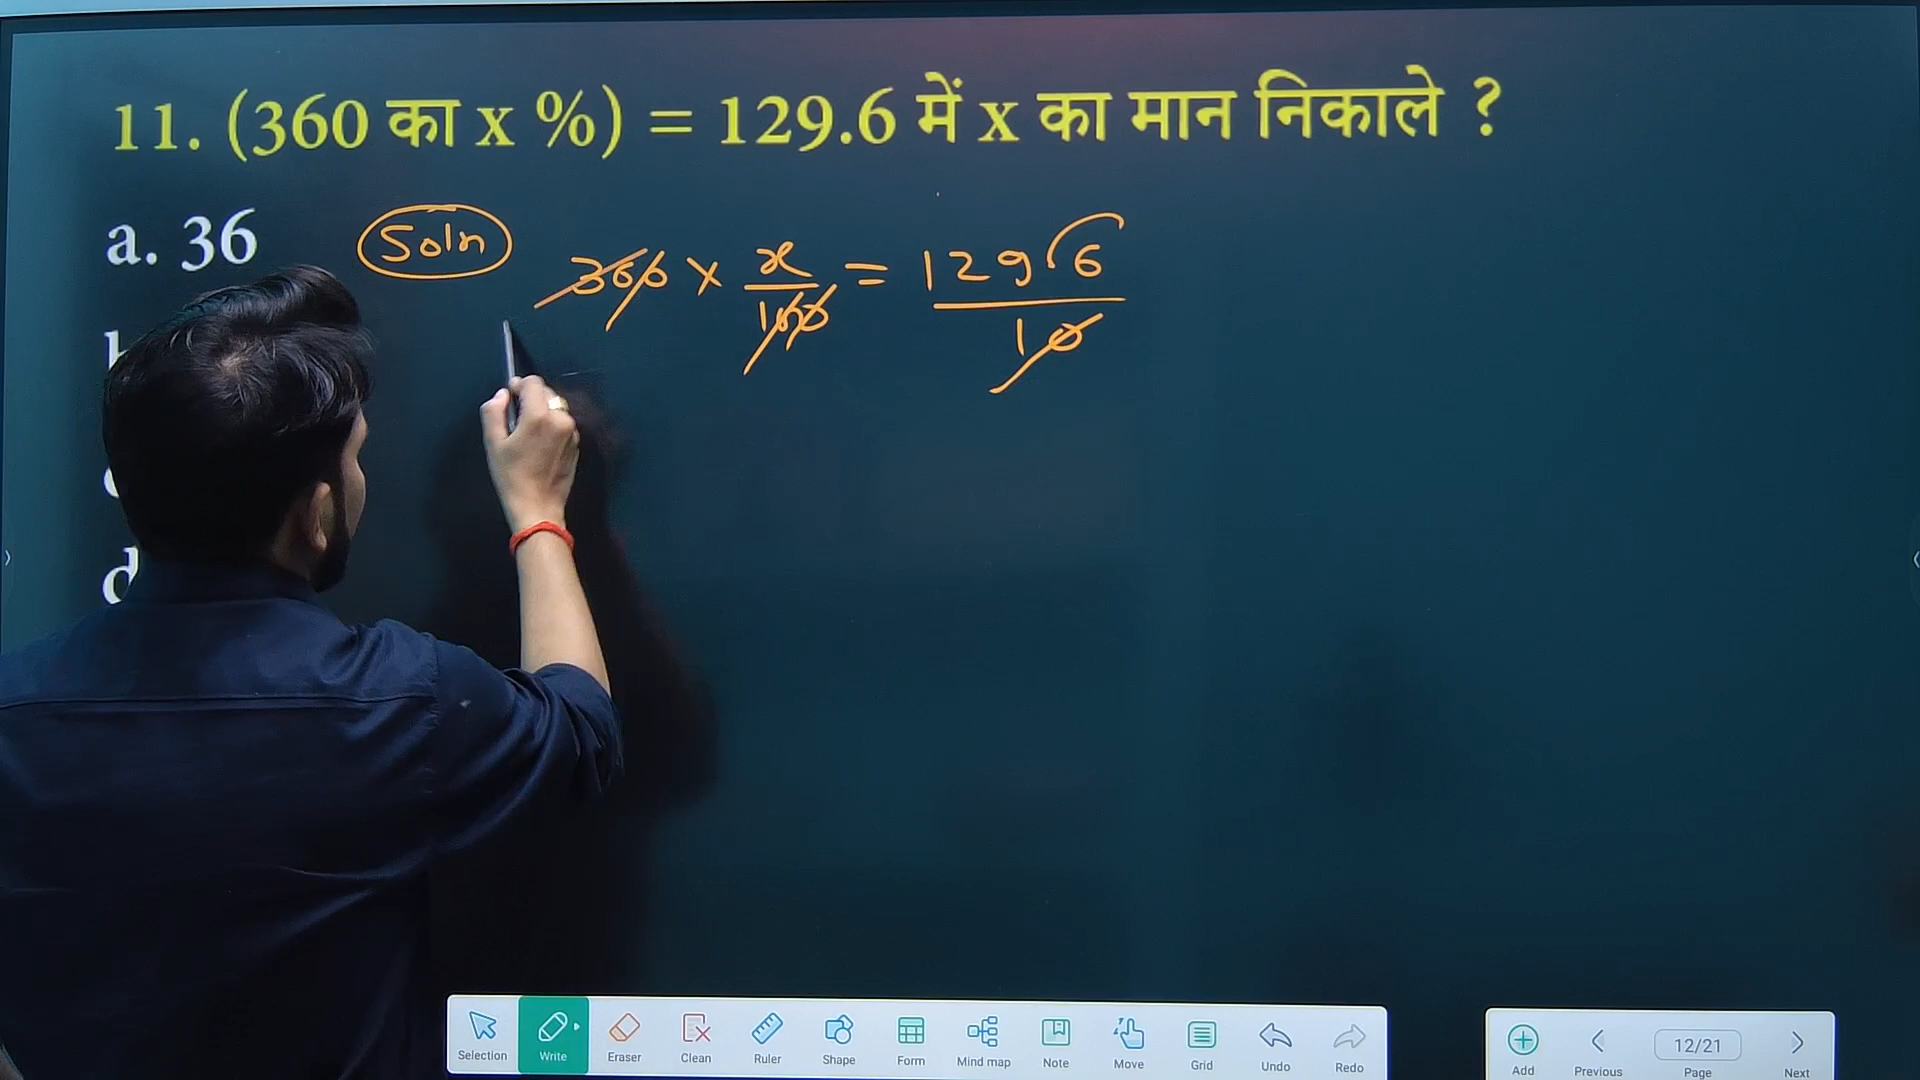 11. (360 का x %) = 129.6 में x का मान निकाले ?
a. 36
Soln
360 × x/100 = 1296/10
d
Selection
Write
Eraser
Clean
Ruler
Shape
Form
Mind map
Note
Move
Grid
Undo
Redo
Add
Previous
12/21
Page
Next